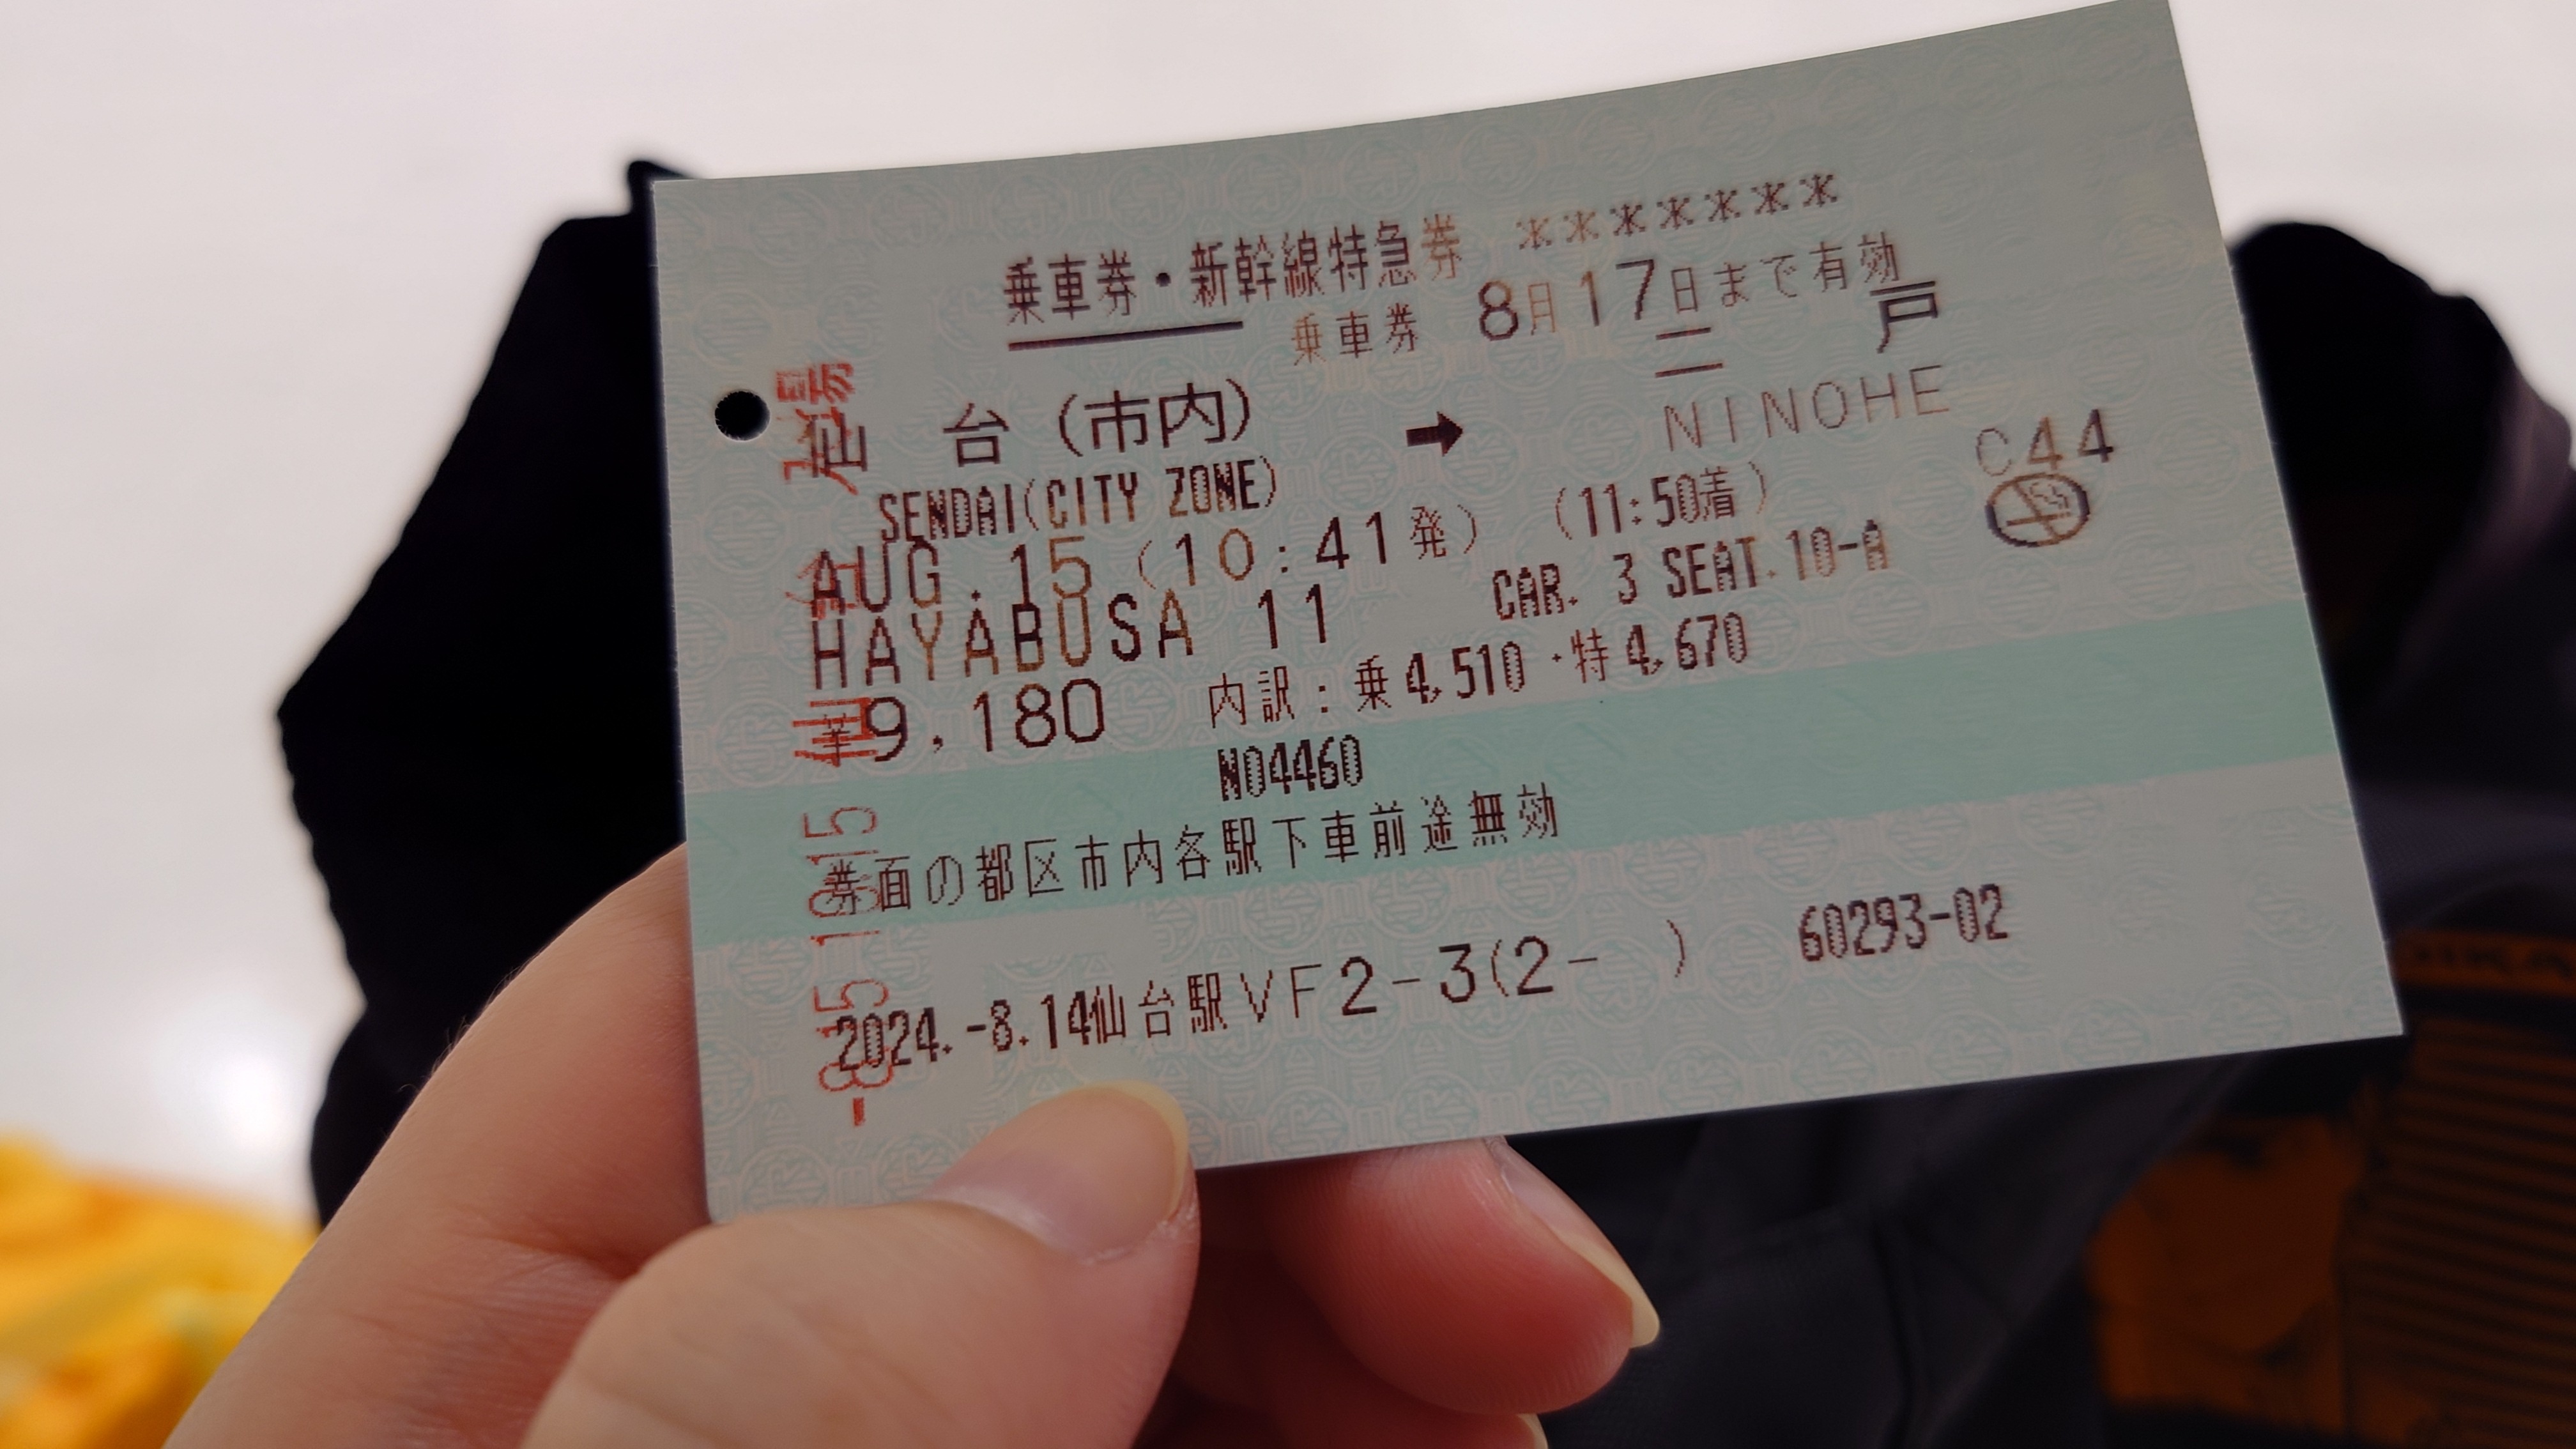 乗車券・新幹線特急券 *******
乗車券 8月17日まで有効
仙 台 (市内) ➡ 二 戸
SENDAI(CITY ZONE) NINOHE
C44
AUG.15 (10:41発) (11:50着)
HAYABUSA 11 CAR. 3 SEAT.10-A
¥9,180 内訳：乗4,510・特4,670
N04460
券面の都区市内各駅下車前途無効
2024.-8.14仙台駅VF2-3(2- ) 60293-02